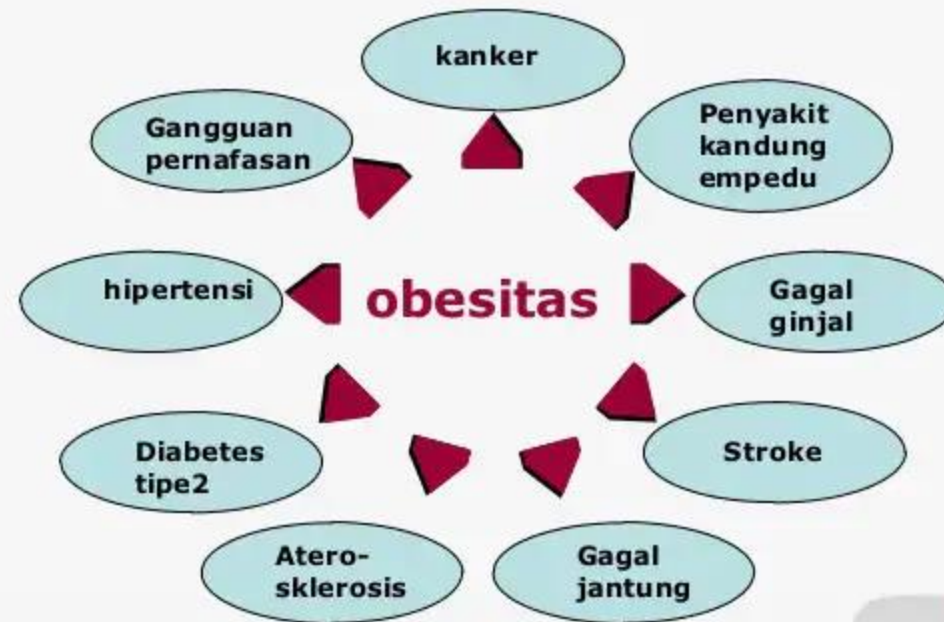 kanker
Gangguan
pernafasan
Penyakit
kandung
empedu
hipertensi
obesitas
Gagal
ginjal
Diabetes
tipe2
Stroke
Atero-
sklerosis
Gagal
jantung